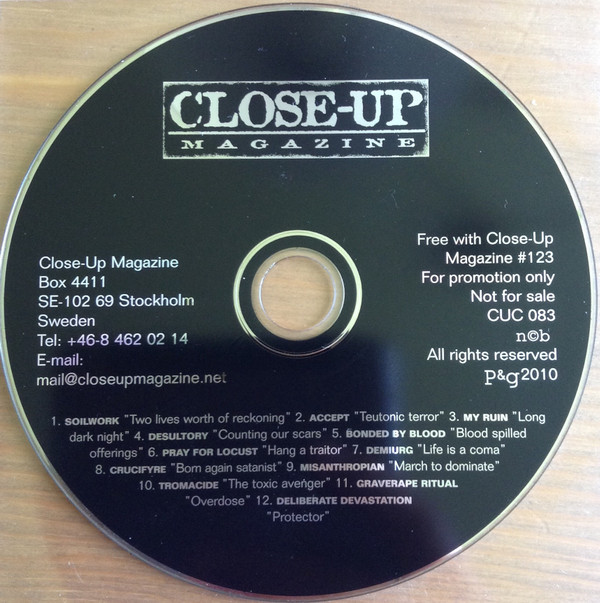 CLOSE-UP
MAGAZINE
Close-Up Magazine
Box 4411
SE-102 69 Stockholm
Sweden
Tel: +46-8 462 02 14
E-mail:
mail@closeupmagazine.net
Free with Close-Up
Magazine #123
For promotion only
Not for sale
CUC 083
n©b
All rights reserved
P&g2010
1. SOILWORK "Two lives worth of reckoning" 2. ACCEPT "Teutonic terror" 3. MY RUIN "Long
dark night" 4. DESULTORY "Counting our scars" 5. BONDED BY BLOOD "Blood spilled
offerings" 6. PRAY FOR LOCUST "Hang a traitor" 7. DEMIURG "Life is a coma"
8. CRUCIFYRE "Born again satanist" 9. MISANTHROPIAN "March to dominate"
10. TROMACIDE "The toxic avenger" 11. GRAVERAPE RITUAL
"Overdose" 12. DELIBERATE DEVASTATION
"Protector"